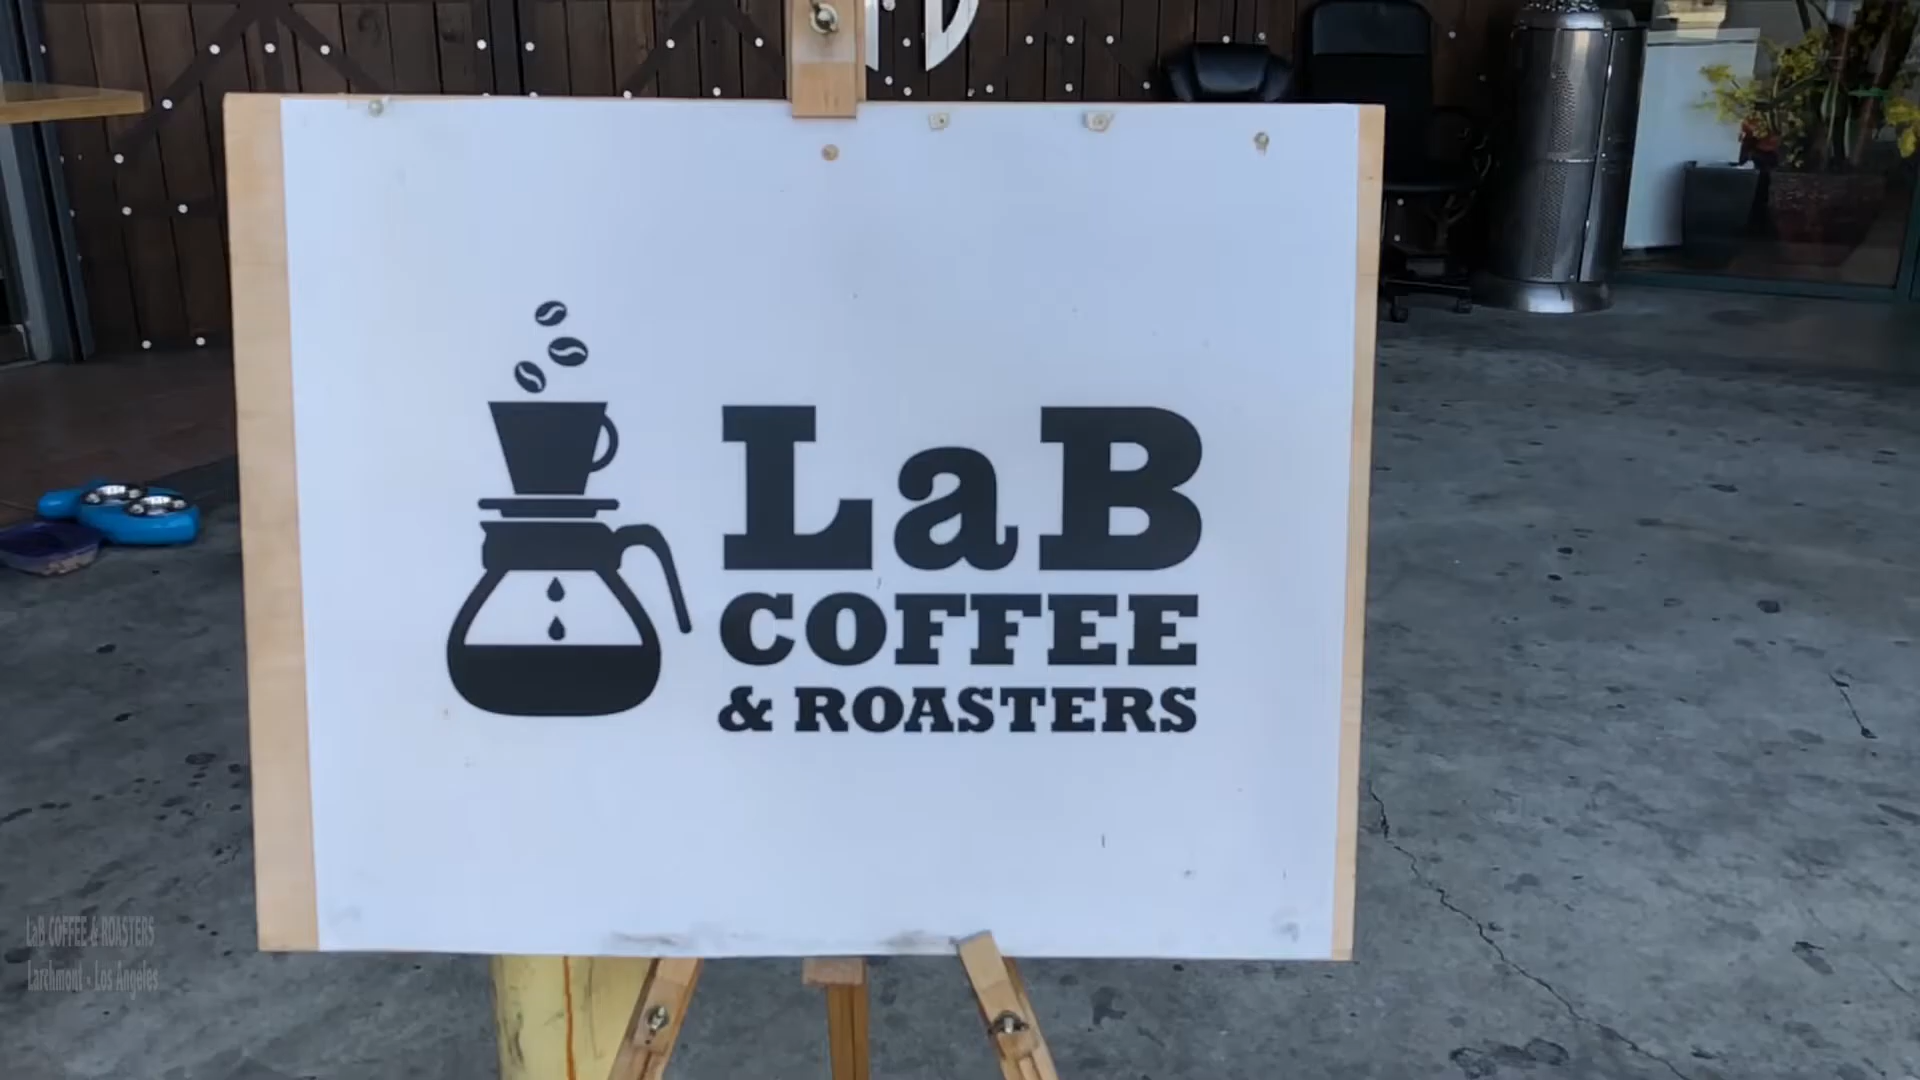 LaB
COFFEE
& ROASTERS
LaB COFFEE & ROASTERS
Larchmont - Los Angeles